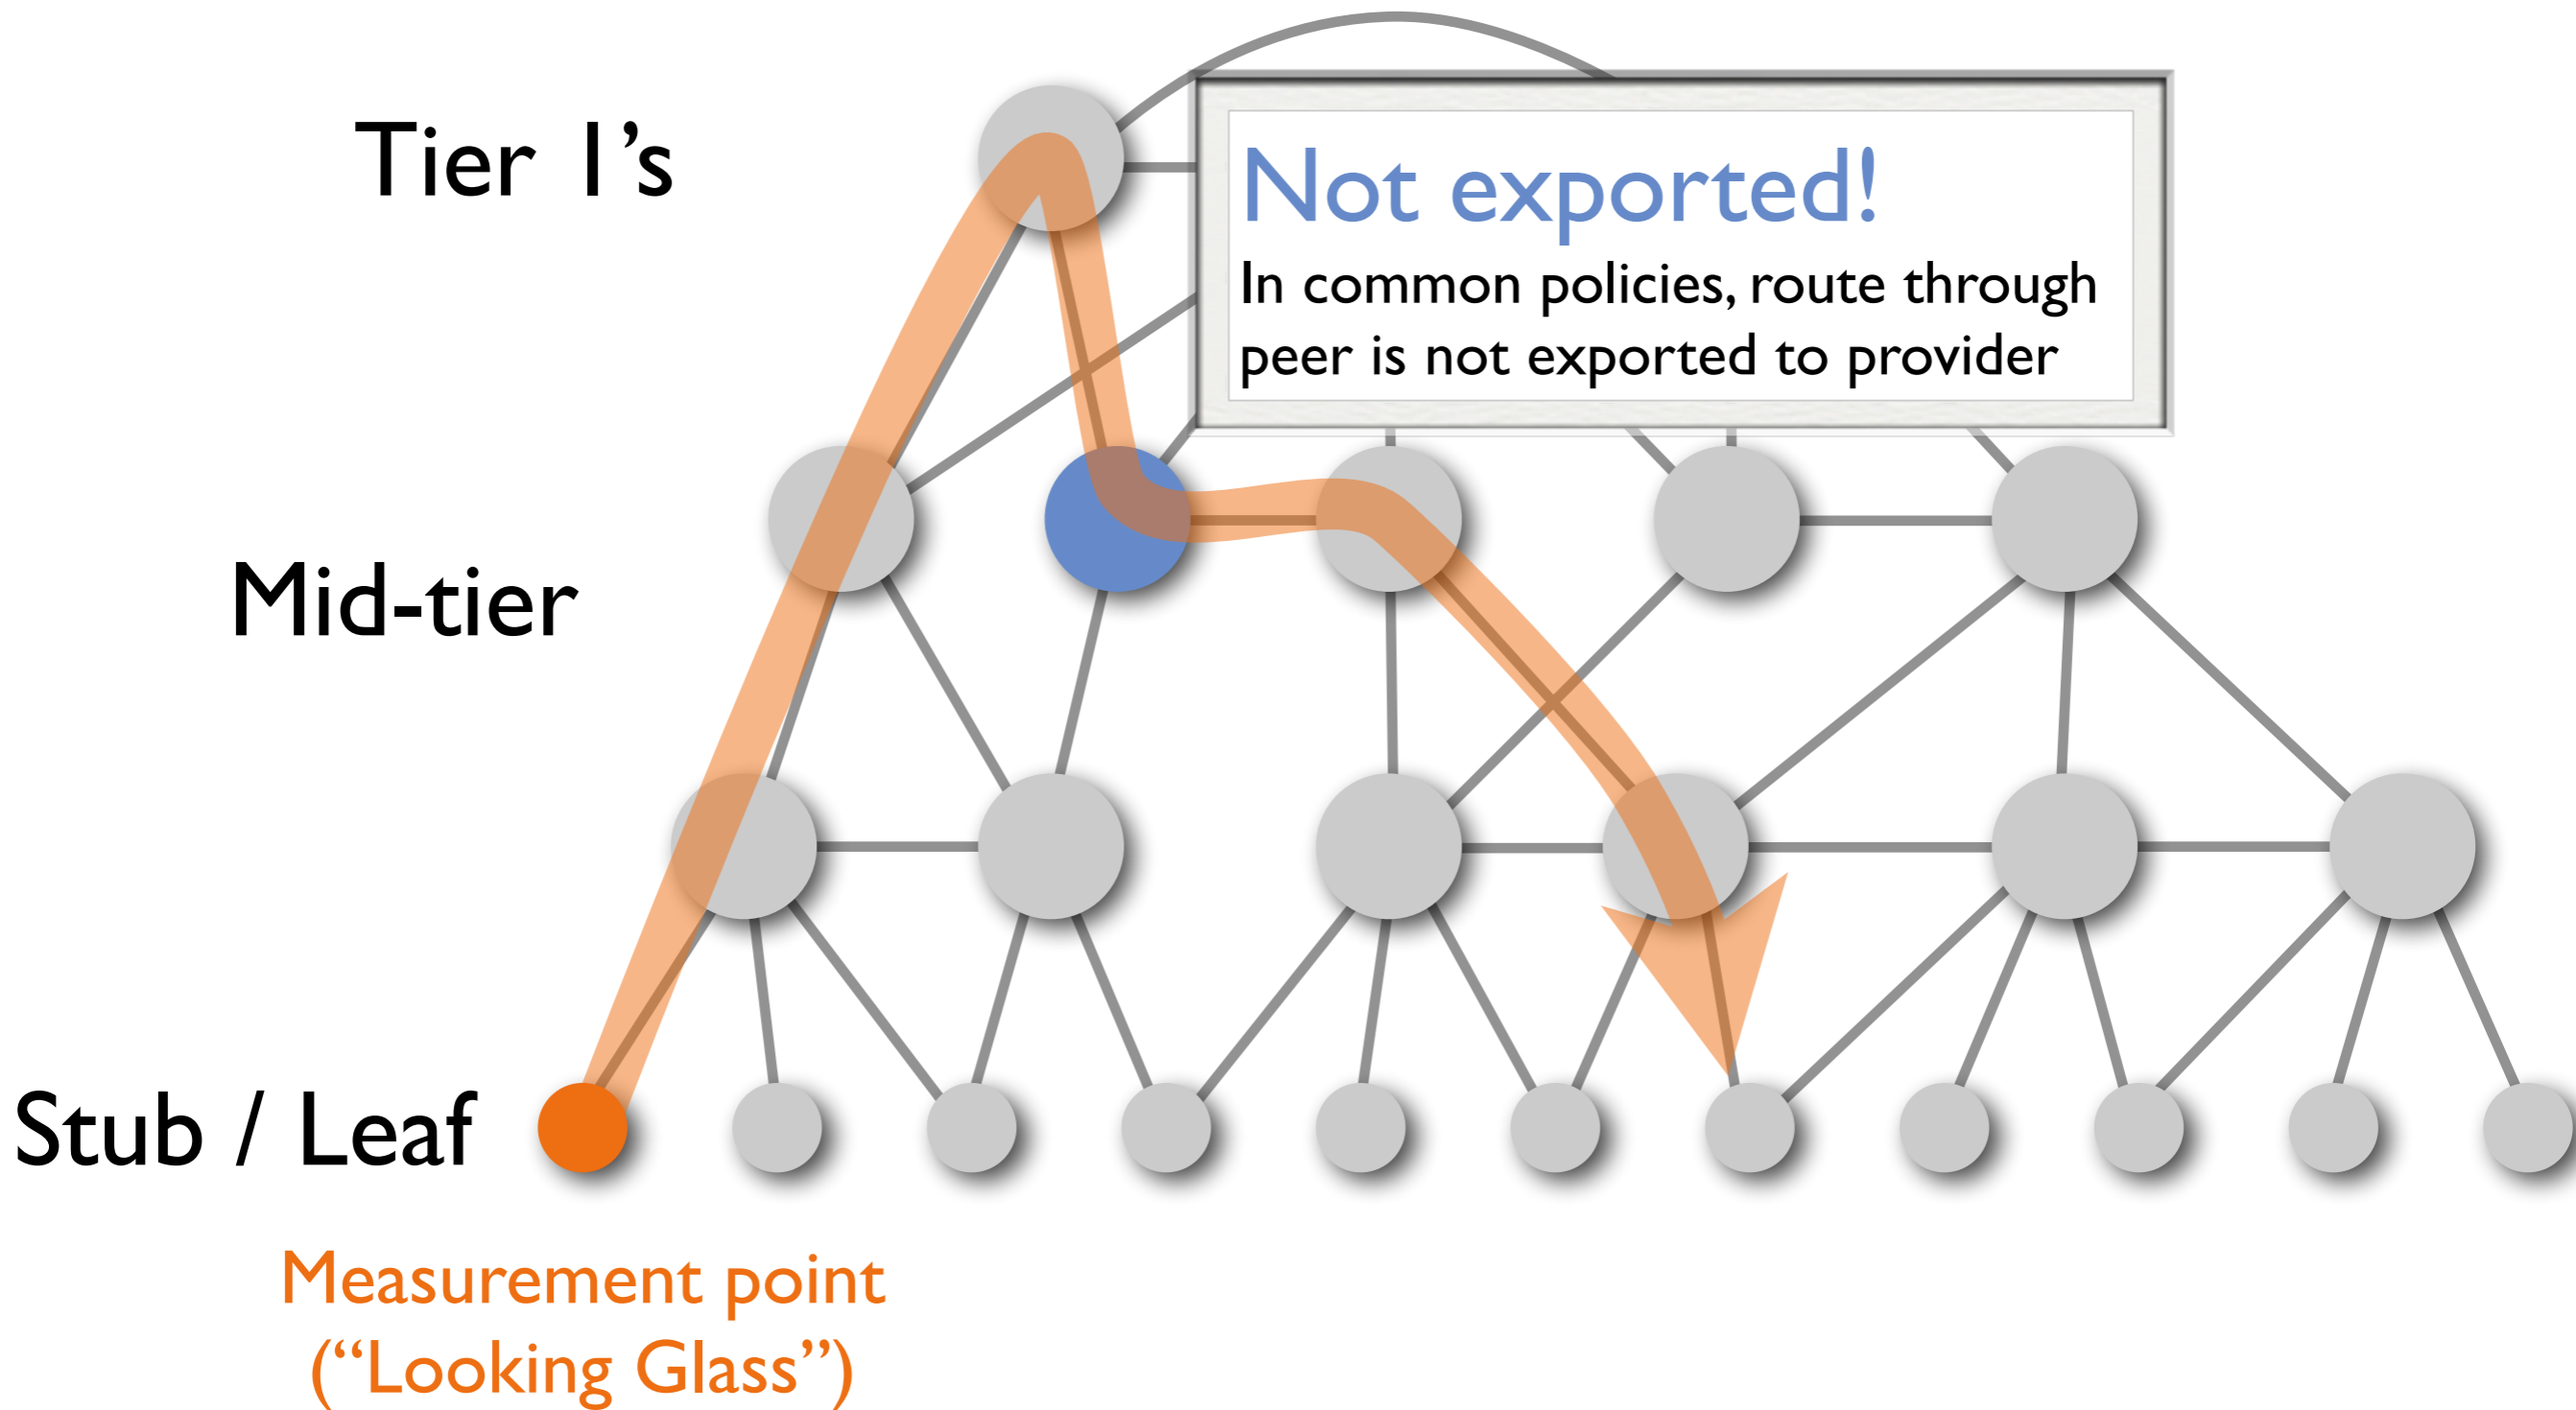 Tier 1's
Not exported!
In common policies, route through
peer is not exported to provider
Mid-tier
Stub / Leaf
Measurement point
(“Looking Glass”)